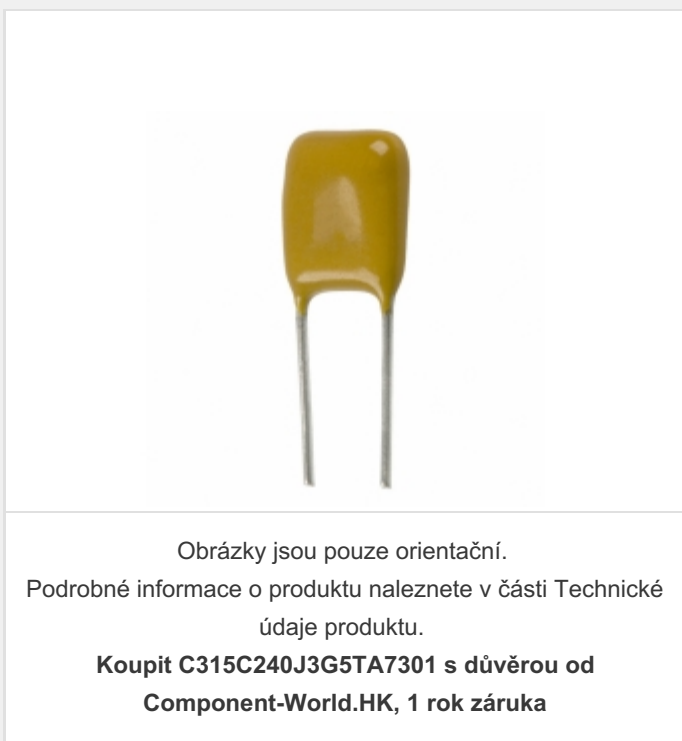 Obrázky jsou pouze orientační.
Podrobné informace o produktu naleznete v části Technické
údaje produktu.
Koupit C315C240J3G5TA7301 s důvěrou od
Component-World.HK, 1 rok záruka